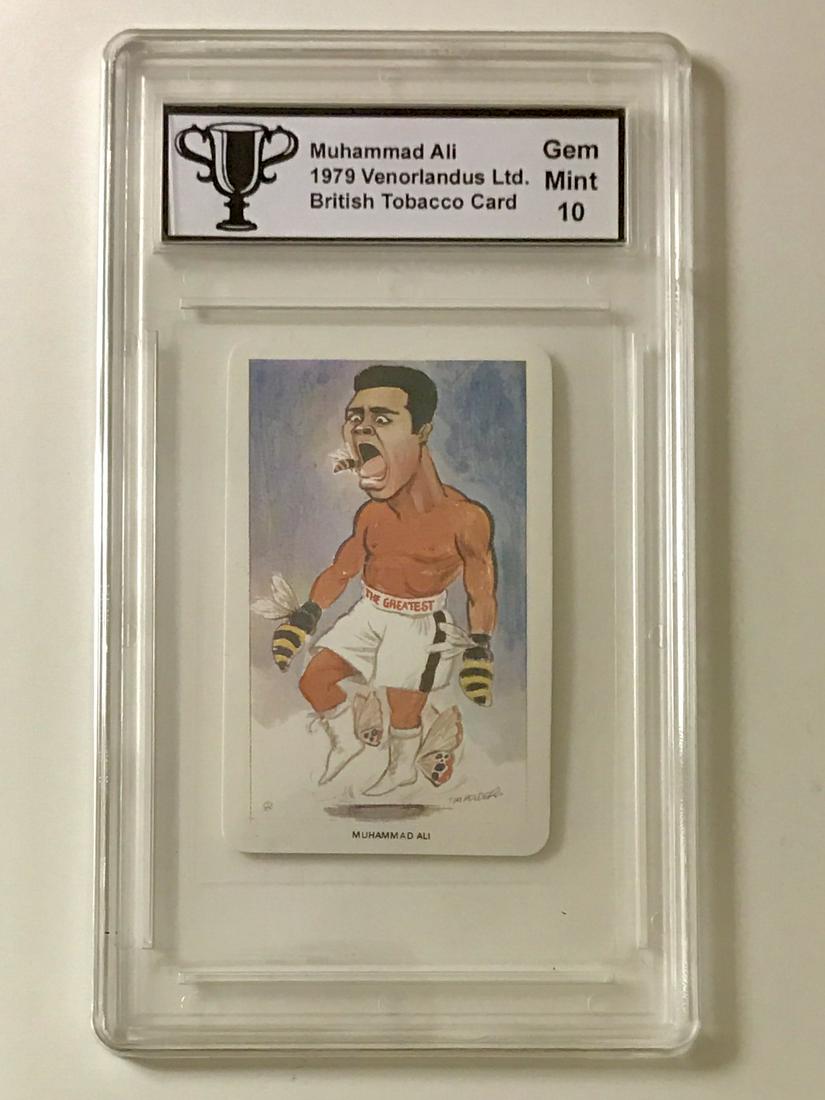 Muhammad Ali
1979 Venorlandus Ltd.
British Tobacco Card
Gem
Mint
10
THE GREATEST
MUHAMMAD ALI